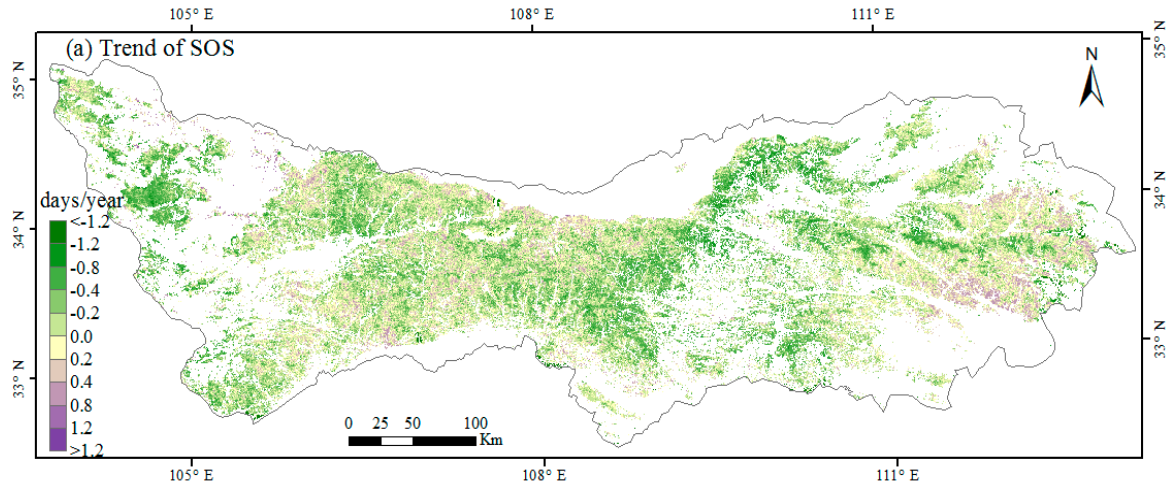 105° E 108° E 111° E
(a) Trend of SOS
N
35° N
35° N
34° N
34° N
33° N
33° N
days/year
<-1.2
-1.2
-0.8
-0.4
-0.2
0.0
0.2
0.4
0.8
1.2
>1.2
0 25 50 100
Km
105° E 108° E 111° E